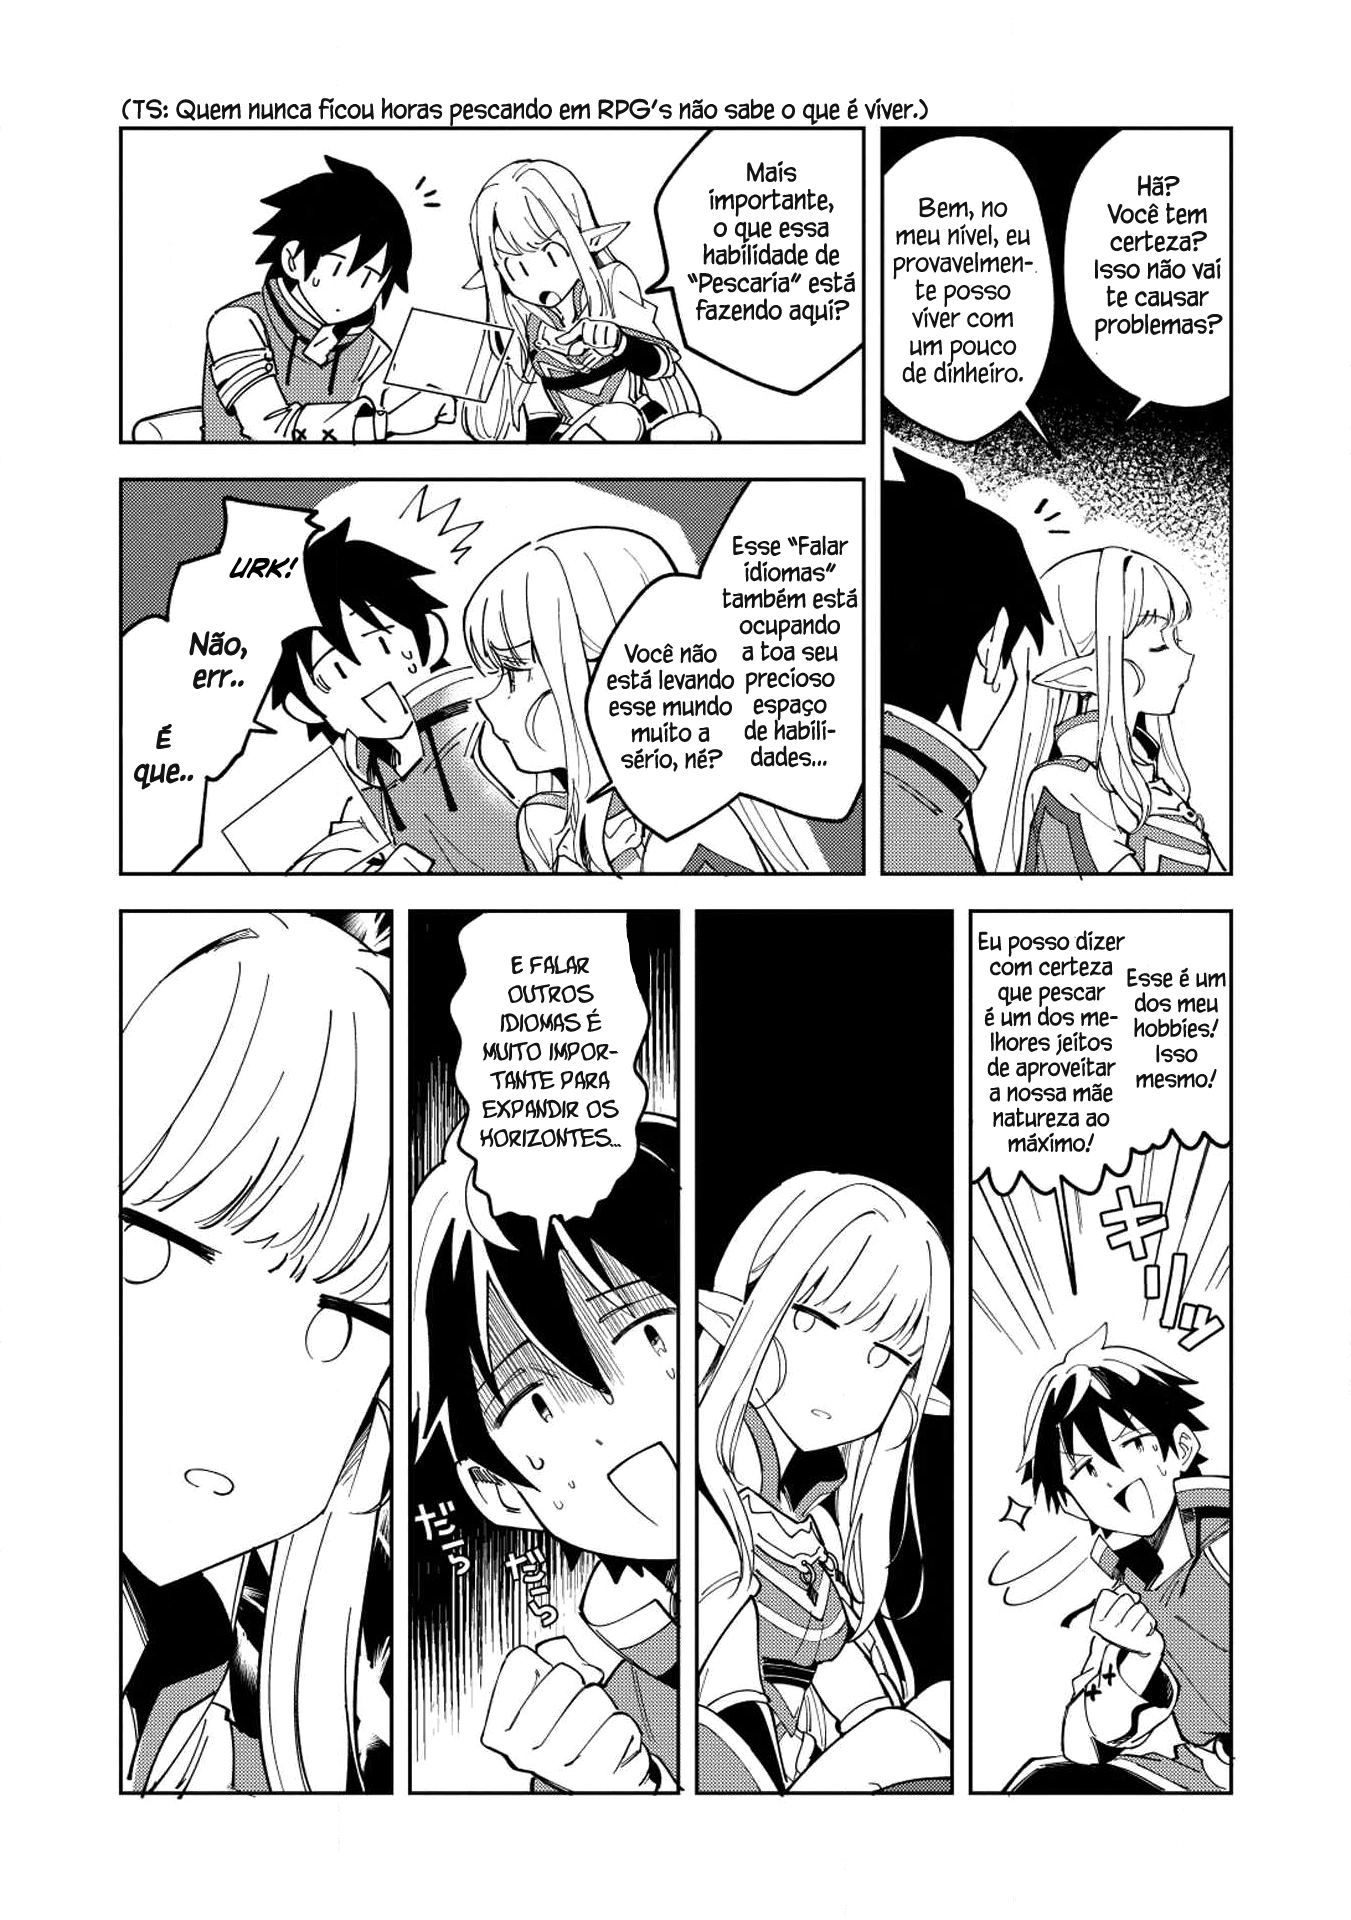 (TS: Quem nunca ficou horas pescando em RPG's não sabe o que é viver.)
Hã?
Você tem
certeza?
Isso não vai
te causar
problemas?
Bem, no
meu nível, eu
provavelmen-
te posso
viver com
um pouco
de dinheiro.
Mais
importante,
o que essa
habilidade de
"Pescaria" está
fazendo aqui?
Esse "Falar
idiomas"
também está
ocupando
a toa seu
precioso
espaço
de habili-
dades...
Você não
está levando
esse mundo
muito a
sério, né?
URK!
Não,
err..
É
que..
Esse é um
dos meu
hobbies!
Isso
mesmo!
Eu posso dizer
com certeza
que pescar
é um dos me-
lhores jeitos
de aproveitar
a nossa mãe
natureza ao
máximo!
キリッ
E FALAR
OUTROS
IDIOMAS É
MUITO IMPOR-
TANTE PARA
EXPANDIR OS
HORIZONTES...
だらだら